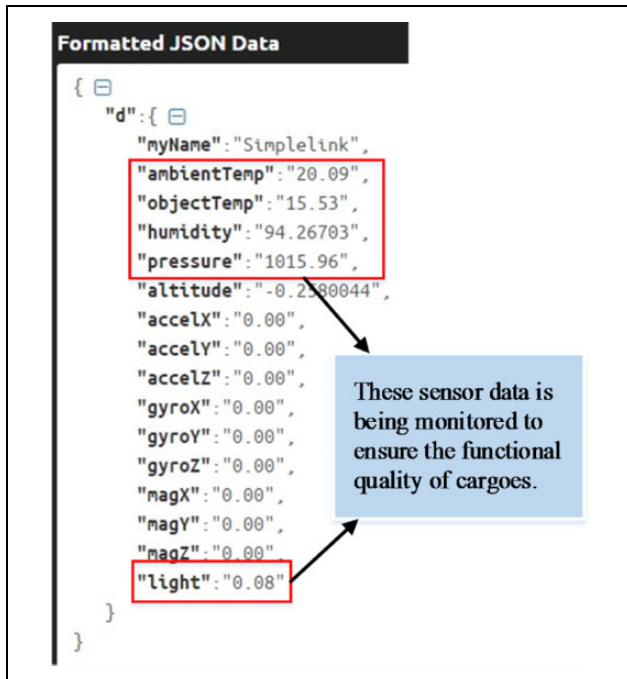 Formatted JSON Data
{
"d":{
"myName":"Simplelink",
"ambientTemp":"20.09",
"objectTemp":"15.53",
"humidity":"94.26703",
"pressure":"1015.96",
"altitude":"-0.2580044",
"accelX":"0.00",
"accelY":"0.00",
"accelZ":"0.00",
"gyroX":"0.00",
"gyroY":"0.00",
"gyroZ":"0.00",
"magX":"0.00",
"magY":"0.00",
"magZ":"0.00",
"light":"0.08"
}
}
These sensor data is
being monitored to
ensure the functional
quality of cargoes.